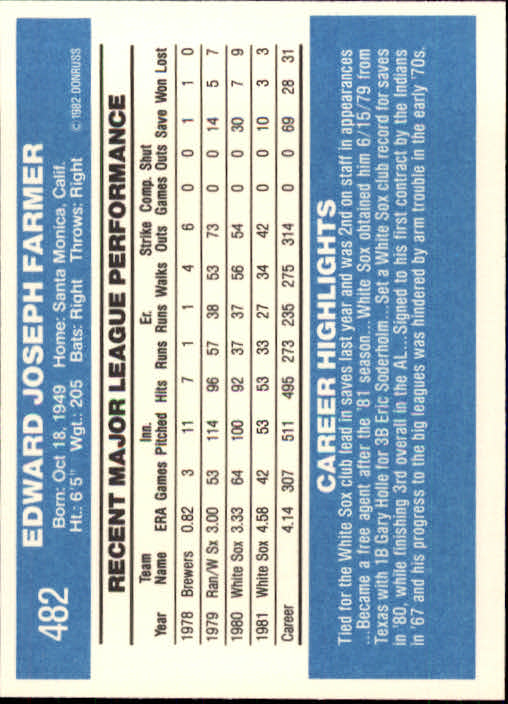 482
EDWARD JOSEPH FARMER
Born: Oct 18, 1949 Home: Santa Monica, Calif.
Ht.: 6'5" Wgt.: 205 Bats: Right Throws: Right © 1982 DONRUSS
RECENT MAJOR LEAGUE PERFORMANCE
Team Inn. Er. Strike Comp. Shut
Year Name ERA Games Pitched Hits Runs Runs Walks Outs Games Outs Save Won Lost
1978 Brewers 0.82 3 11 7 1 1 4 6 0 0 1 1 0
1979 Ran/W Sx 3.00 53 114 96 57 38 53 73 0 0 14 5 7
1980 White Sox 3.33 64 100 92 37 37 56 54 0 0 30 7 9
1981 White Sox 4.58 42 53 53 33 27 34 42 0 0 10 3 3
Career 4.14 307 511 495 273 235 275 314 69 28 31
CAREER HIGHLIGHTS
Tied for the White Sox club lead in saves last year and was 2nd on staff in appearances
...Became a free agent after the '81 season...White Sox obtained him 6/15/79 from
Texas with 1B Gary Holle for 3B Eric Soderholm...Set a White Sox club record for saves
in '80, while finishing 3rd overall in the AL...Signed to his first contract by the Indians
in '67 and his progress to the big leagues was hindered by arm trouble in the early '70s.